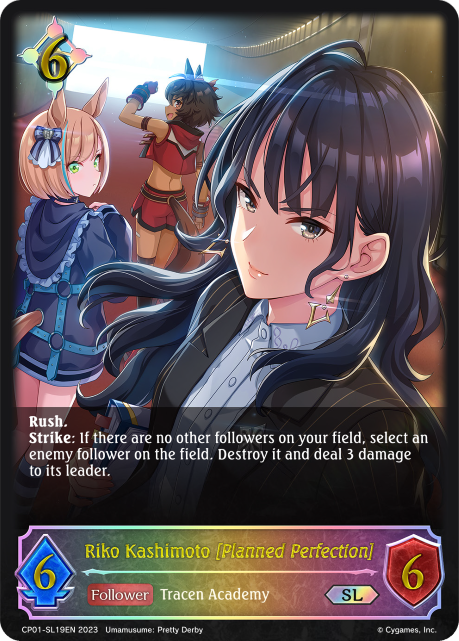 6
Rush.
Strike: If there are no other followers on your field, select an
enemy follower on the field. Destroy it and deal 3 damage
to its leader.
Riko Kashimoto [Planned Perfection]
6
Follower Tracen Academy SL
6
CP01-SL19EN 2023 Umamusume: Pretty Derby © Cygames, Inc.